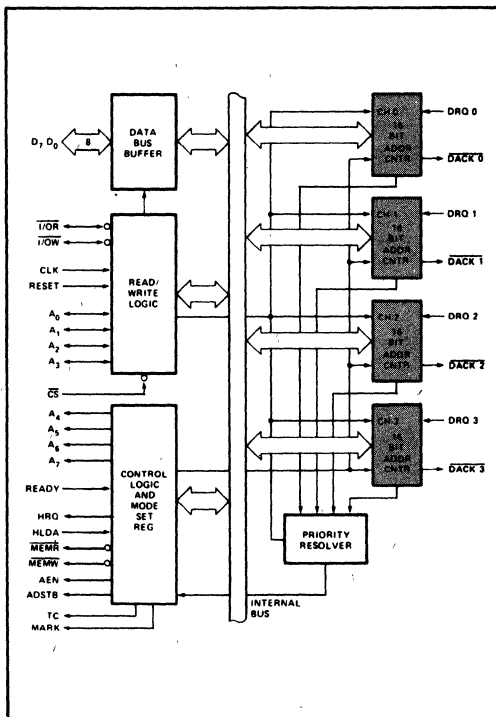 D₇ D₀
8
DATA
BUS
BUFFER
I/OR
I/OW
CLK
RESET
A₀
A₁
A₂
A₃
CS
READ/
WRITE
LOGIC
A₄
A₅
A₆
A₇
READY
HRQ
HLDA
MEMR
MEMW
AEN
ADSTB
TC
MARK
CONTROL
LOGIC
AND
MODE
SET
REG
INTERNAL
BUS
CH 0
16
BIT
ADDR
CNTR
DRQ 0
DACK 0
CH 1
16
BIT
ADDR
CNTR
DRQ 1
DACK 1
CH 2
16
BIT
ADDR
CNTR
DRQ 2
DACK 2
CH 3
16
BIT
ADDR
CNTR
DRQ 3
DACK 3
PRIORITY
RESOLVER